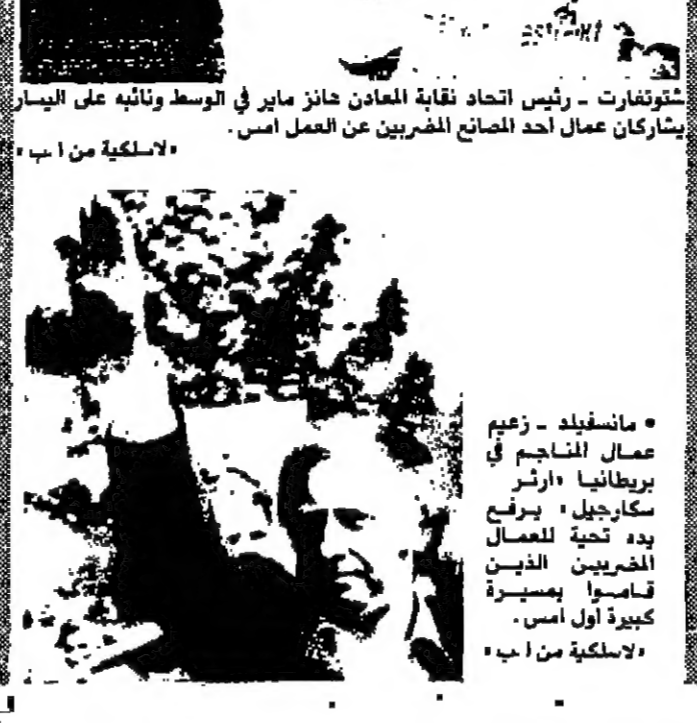 شتوتغارت ـ رئيس اتحاد نقابة المعادن هانز ماير في الوسط ونائبه على اليسار
يشاركان عمال احد المصانع المضربين عن العمل امس.
«لاسلكية من ا.ب»
• مانسفيلد ـ زعيم
عمال المناجم في
بريطانيا «ارثر
سكارجيل» يرفع
يده تحية للعمال
المضربين الذين
قاموا بمسيرة
كبيرة اول امس.
«لاسلكية من ا.ب»